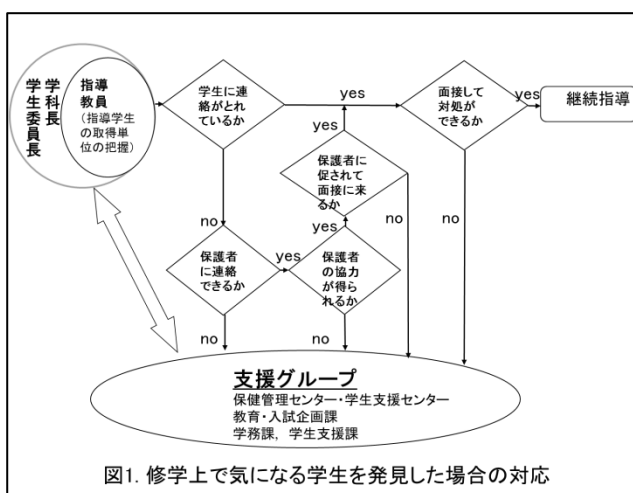 学生委員長
学科長
指導
教員
（指導学生
の取得単
位の把握）
学生に連
絡がとれ
ているか
yes
面接して
対処が
できるか
yes
継続指導
yes
保護者に
促されて
面接に来
るか
no
no
yes
no
保護者
に連絡
できるか
yes
保護者
の協力
が得ら
れるか
no
no
支援グループ
保健管理センター・学生支援センター
教育・入試企画課
学務課，学生支援課
図1. 修学上で気になる学生を発見した場合の対応